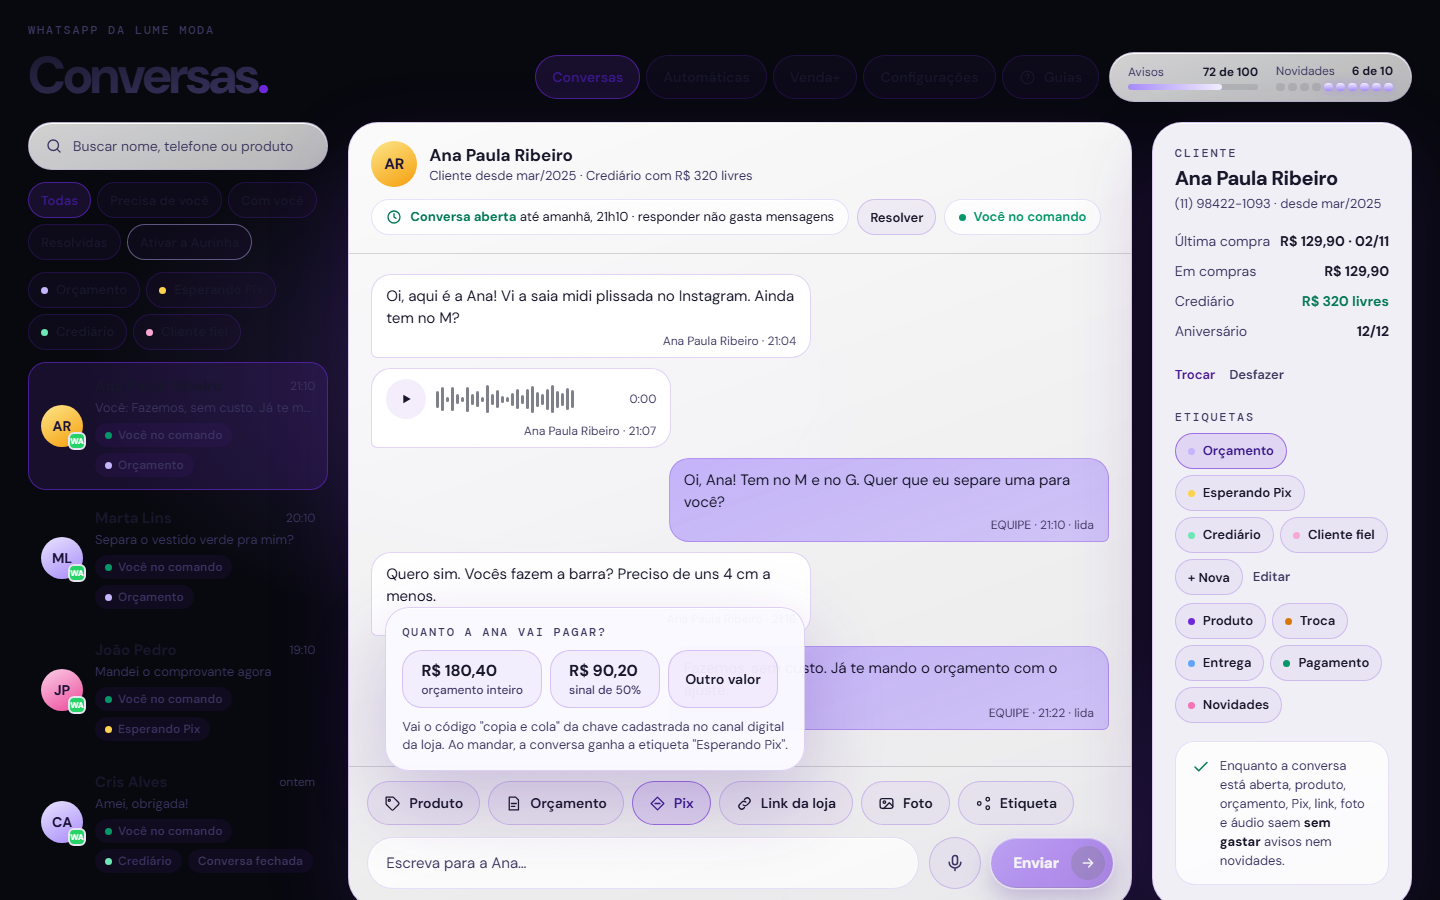 WHATSAPP DA LUME MODA
Conversas.
Conversas
Automáticas
Venda+
Configurações
Guias
Avisos 72 de 100
Novidades 6 de 10
Buscar nome, telefone ou produto
Todas
Precisa de você
Com você
Resolvidas
Ativar a Aurinha
Orçamento
Esperando Pix
Crediário
Cliente fiel
AR
WA
Ana Paula Ribeiro
21:10
Você: Fazemos, sem custo. Já te m...
Você no comando
Orçamento
ML
WA
Marta Lins
20:10
Separa o vestido verde pra mim?
Você no comando
Orçamento
JP
WA
João Pedro
19:10
Mandei o comprovante agora
Você no comando
Esperando Pix
CA
WA
Cris Alves
ontem
Amei, obrigada!
Você no comando
Crediário
Conversa fechada
AR
Ana Paula Ribeiro
Cliente desde mar/2025 · Crediário com R$ 320 livres
Conversa aberta até amanhã, 21h10 · responder não gasta mensagens
Resolver
Você no comando
Oi, aqui é a Ana! Vi a saia midi plissada no Instagram. Ainda
tem no M?
Ana Paula Ribeiro · 21:04
0:00
Ana Paula Ribeiro · 21:07
Oi, Ana! Tem no M e no G. Quer que eu separe uma para
você?
EQUIPE · 21:10 · lida
Quero sim. Vocês fazem a barra? Preciso de uns 4 cm a
menos.
Fazemos, sem custo. Já te mando o orçamento com o
ajuste.
EQUIPE · 21:22 · lida
QUANTO A ANA VAI PAGAR?
R$ 180,40
orçamento inteiro
R$ 90,20
sinal de 50%
Outro valor
Vai o código "copia e cola" da chave cadastrada no canal digital
da loja. Ao mandar, a conversa ganha a etiqueta "Esperando Pix".
Produto
Orçamento
Pix
Link da loja
Foto
Etiqueta
Escreva para a Ana...
Enviar
CLIENTE
Ana Paula Ribeiro
(11) 98422-1093 · desde mar/2025
Última compra R$ 129,90 · 02/11
Em compras R$ 129,90
Crediário R$ 320 livres
Aniversário 12/12
Trocar Desfazer
ETIQUETAS
Orçamento
Esperando Pix
Crediário
Cliente fiel
+ Nova
Editar
Produto
Troca
Entrega
Pagamento
Novidades
Enquanto a conversa
está aberta, produto,
orçamento, Pix, link, foto
e áudio saem sem
gastar avisos nem
novidades.